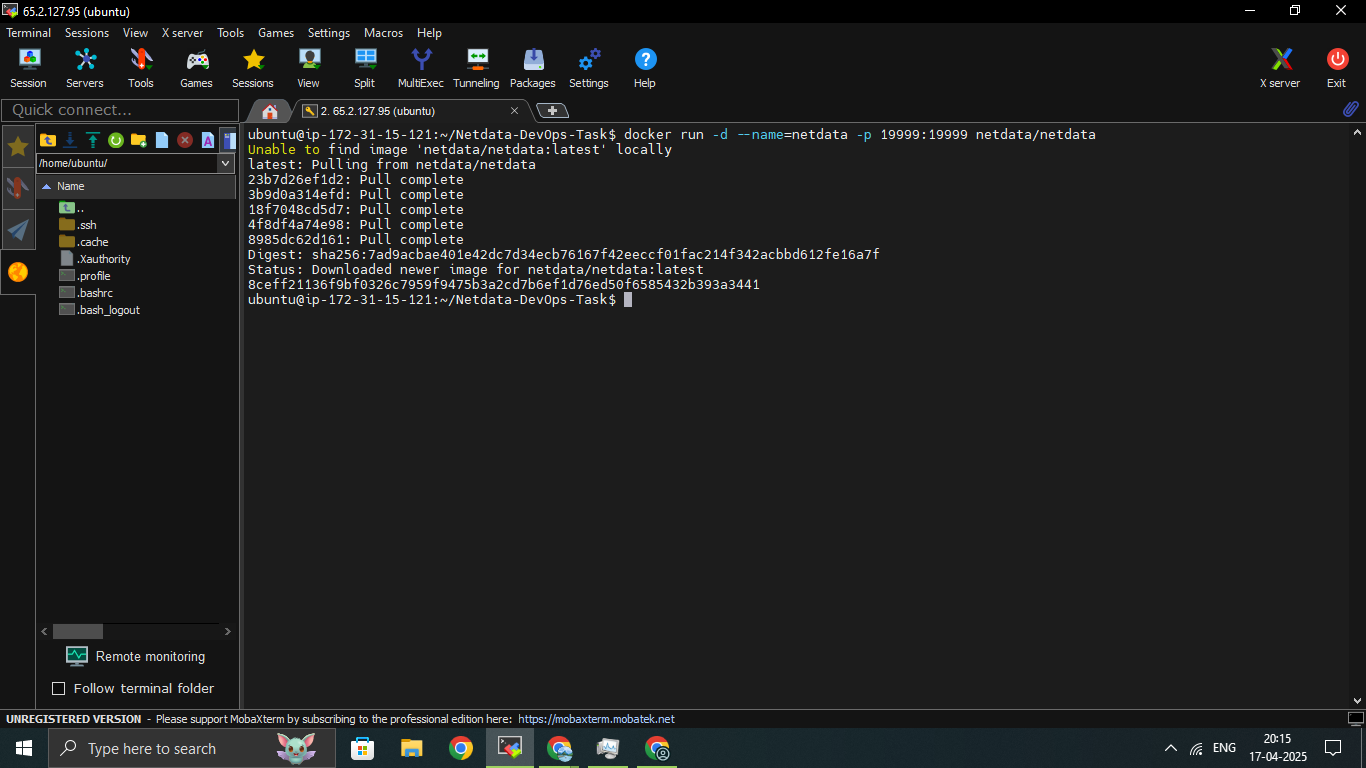 65.2.127.95 (ubuntu)
Terminal Sessions View X server Tools Games Settings Macros Help
Session Servers Tools Games Sessions View Split MultiExec Tunneling Packages Settings Help X server Exit
Quick connect...
2. 65.2.127.95 (ubuntu)
/home/ubuntu/
Name
..
.ssh
.cache
.Xauthority
.profile
.bashrc
.bash_logout
ubuntu@ip-172-31-15-121:~/Netdata-DevOps-Task$ docker run -d --name=netdata -p 19999:19999 netdata/netdata
Unable to find image 'netdata/netdata:latest' locally
latest: Pulling from netdata/netdata
23b7d26ef1d2: Pull complete
3b9d0a314efd: Pull complete
18f7048cd5d7: Pull complete
4f8df4a74e98: Pull complete
8985dc62d161: Pull complete
Digest: sha256:7ad9acbae401e42dc7d34ecb76167f42eeccf01fac214f342acbbd612fe16a7f
Status: Downloaded newer image for netdata/netdata:latest
8ceff21136f9bf0326c7959f9475b3a2cd7b6ef1d76ed50f6585432b393a3441
ubuntu@ip-172-31-15-121:~/Netdata-DevOps-Task$
Remote monitoring
Follow terminal folder
UNREGISTERED VERSION - Please support MobaXterm by subscribing to the professional edition here: https://mobaxterm.mobatek.net
Type here to search
ENG
20:15
17-04-2025